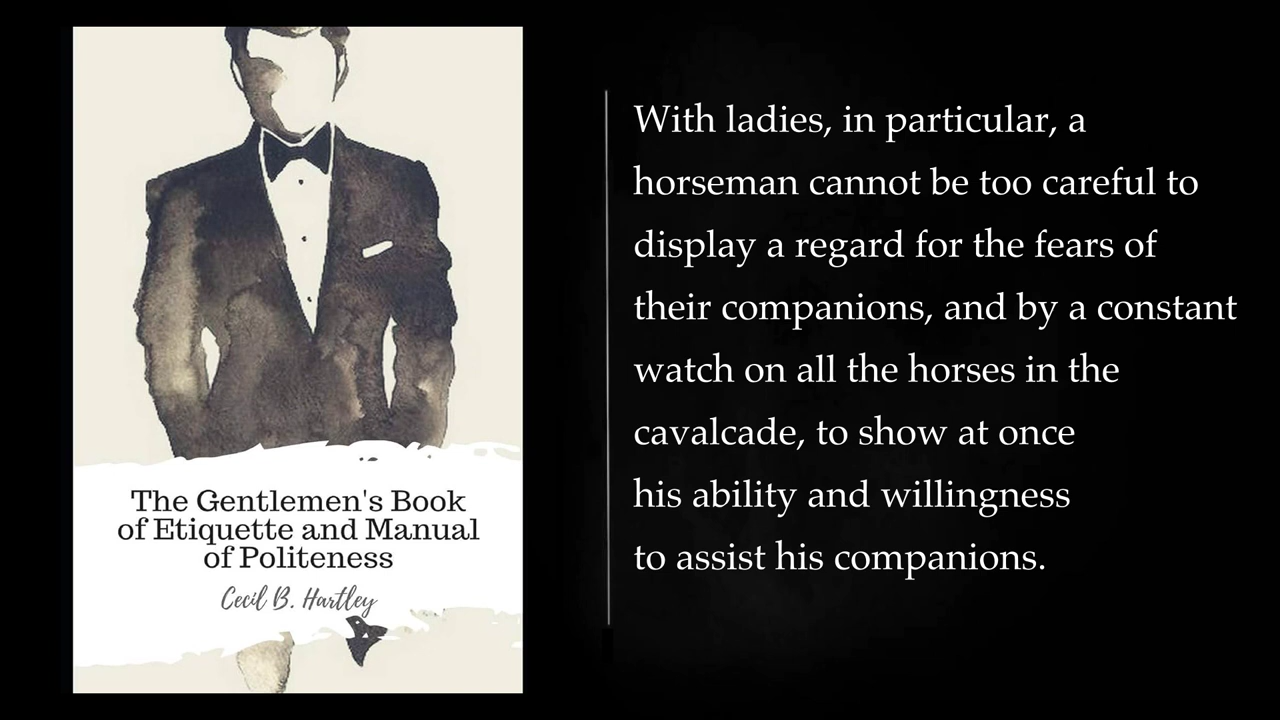 The Gentlemen's Book
of Etiquette and Manual
of Politeness
Cecil B. Hartley
With ladies, in particular, a
horseman cannot be too careful to
display a regard for the fears of
their companions, and by a constant
watch on all the horses in the
cavalcade, to show at once
his ability and willingness
to assist his companions.